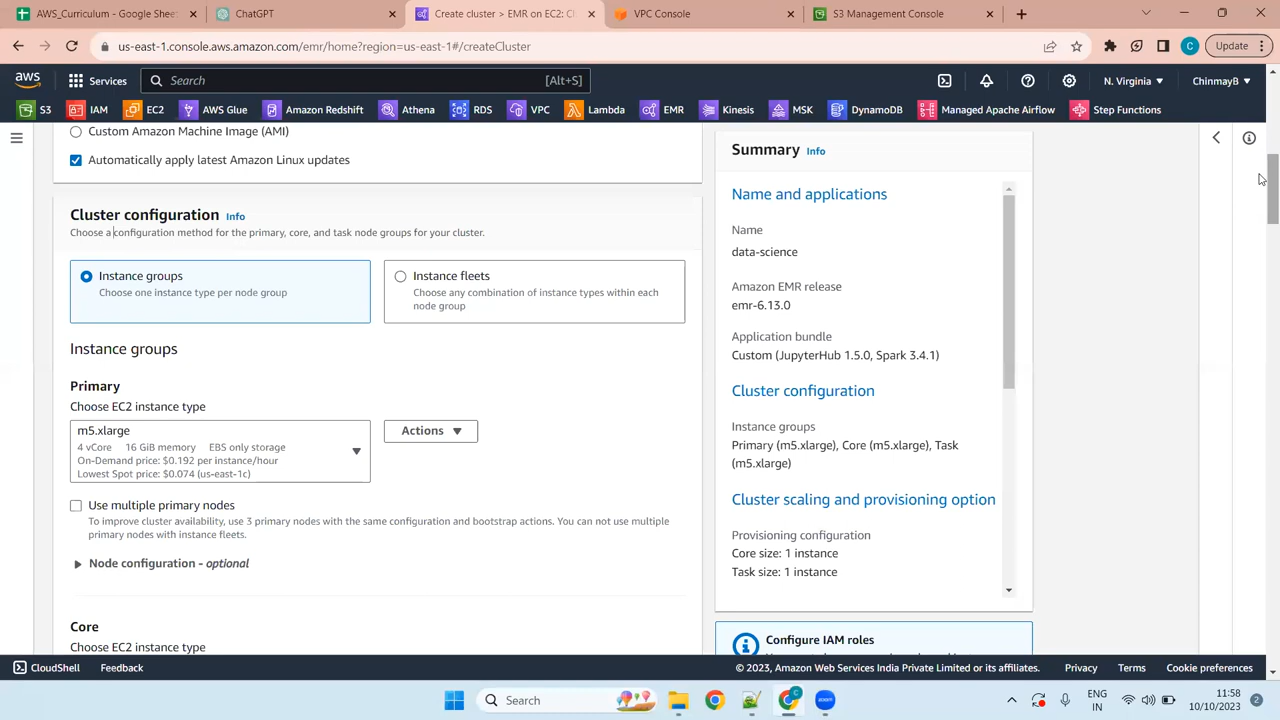 AWS_Curriculum - Google Sheet
ChatGPT
Create cluster > EMR on EC2: Cl
VPC Console
S3 Management Console
us-east-1.console.aws.amazon.com/emr/home?region=us-east-1#/createCluster
C
Update
aws
Services
Search
[Alt+S]
N. Virginia
ChinmayB
S3
IAM
EC2
AWS Glue
Amazon Redshift
Athena
RDS
VPC
Lambda
EMR
Kinesis
MSK
DynamoDB
Managed Apache Airflow
Step Functions
Custom Amazon Machine Image (AMI)
Automatically apply latest Amazon Linux updates
Cluster configuration Info
Choose a configuration method for the primary, core, and task node groups for your cluster.
Instance groups
Choose one instance type per node group
Instance fleets
Choose any combination of instance types within each
node group
Instance groups
Primary
Choose EC2 instance type
m5.xlarge
4 vCore 16 GiB memory EBS only storage
On-Demand price: $0.192 per instance/hour
Lowest Spot price: $0.074 (us-east-1c)
Actions
Use multiple primary nodes
To improve cluster availability, use 3 primary nodes with the same configuration and bootstrap actions. You can not use multiple
primary nodes with instance fleets.
Node configuration - optional
Core
Choose EC2 instance type
Summary Info
Name and applications
Name
data-science
Amazon EMR release
emr-6.13.0
Application bundle
Custom (JupyterHub 1.5.0, Spark 3.4.1)
Cluster configuration
Instance groups
Primary (m5.xlarge), Core (m5.xlarge), Task
(m5.xlarge)
Cluster scaling and provisioning option
Provisioning configuration
Core size: 1 instance
Task size: 1 instance
Configure IAM roles
CloudShell
Feedback
© 2023, Amazon Web Services India Private Limited or its affiliates.
Privacy
Terms
Cookie preferences
Search
zoom
ENG
IN
11:58
10/10/2023
2